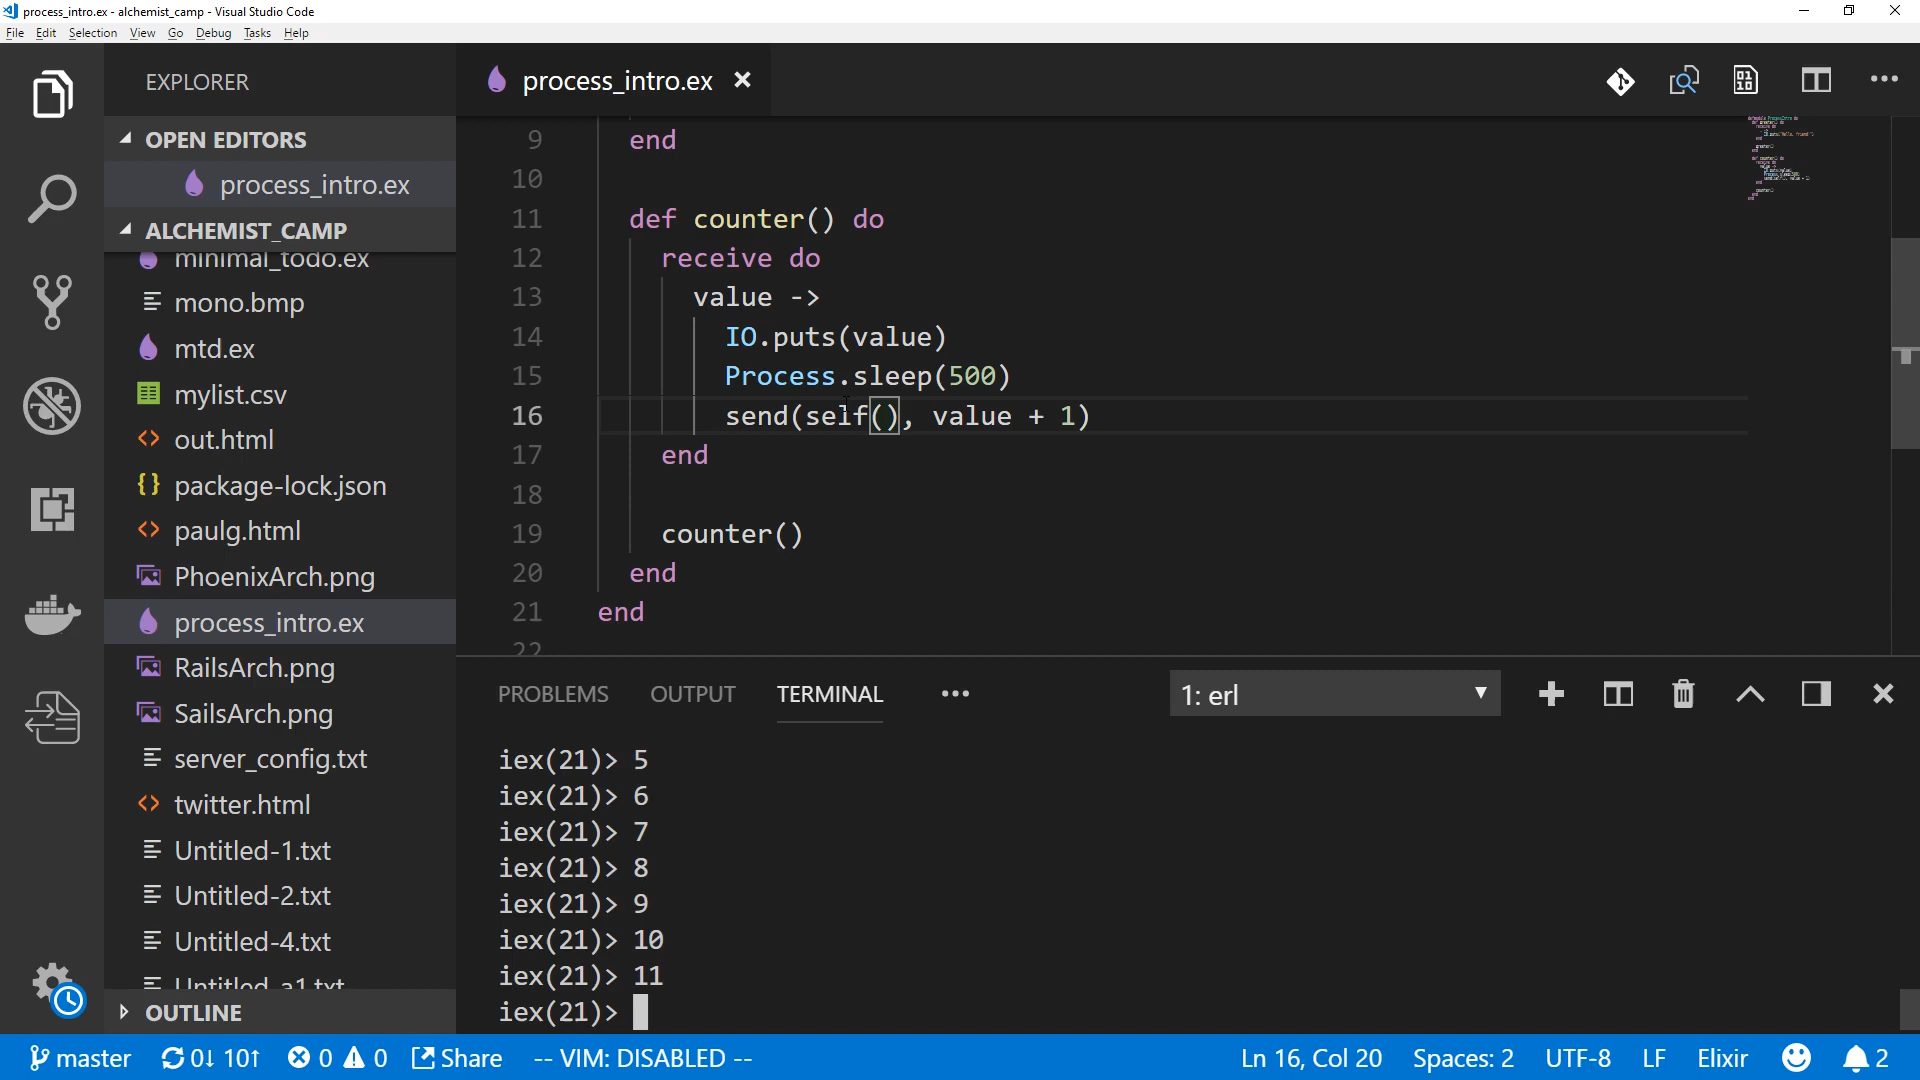 process_intro.ex - alchemist_camp - Visual Studio Code
File Edit Selection View Go Debug Tasks Help
EXPLORER
OPEN EDITORS
process_intro.ex
ALCHEMIST_CAMP
minimal_todo.ex
mono.bmp
mtd.ex
mylist.csv
out.html
package-lock.json
paulg.html
PhoenixArch.png
process_intro.ex
RailsArch.png
SailsArch.png
server_config.txt
twitter.html
Untitled-1.txt
Untitled-2.txt
Untitled-4.txt
Untitled_a1.txt
OUTLINE
process_intro.ex
9 end
10
11 def counter() do
12 receive do
13 value ->
14 IO.puts(value)
15 Process.sleep(500)
16 send(self(), value + 1)
17 end
18
19 counter()
20 end
21 end
22
PROBLEMS OUTPUT TERMINAL ••• 1: erl
iex(21)> 5
iex(21)> 6
iex(21)> 7
iex(21)> 8
iex(21)> 9
iex(21)> 10
iex(21)> 11
iex(21)>
master 0↓ 10↑ 0 0 Share -- VIM: DISABLED -- Ln 16, Col 20 Spaces: 2 UTF-8 LF Elixir 2